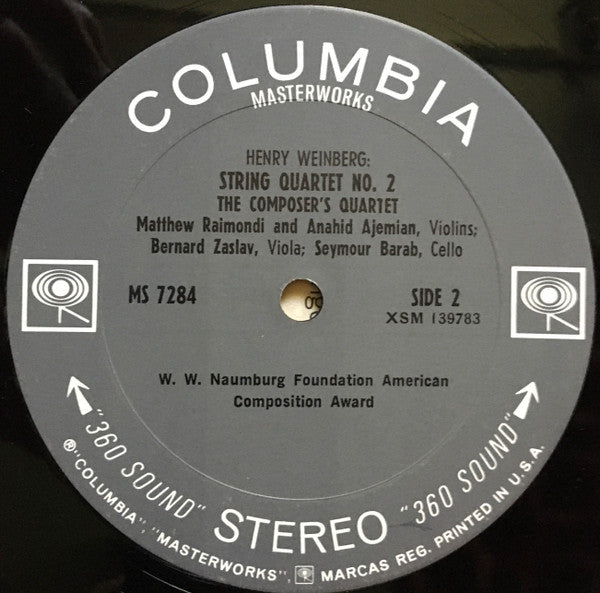 COLUMBIA
MASTERWORKS
HENRY WEINBERG:
STRING QUARTET NO. 2
THE COMPOSER'S QUARTET
Matthew Raimondi and Anahid Ajemian, Violins;
Bernard Zaslav, Viola; Seymour Barab, Cello
MS 7284
SIDE 2
XSM 139783
W. W. Naumburg Foundation American
Composition Award
"360 SOUND" STEREO "360 SOUND"
®"COLUMBIA", "MASTERWORKS", MARCAS REG. PRINTED IN U.S.A.